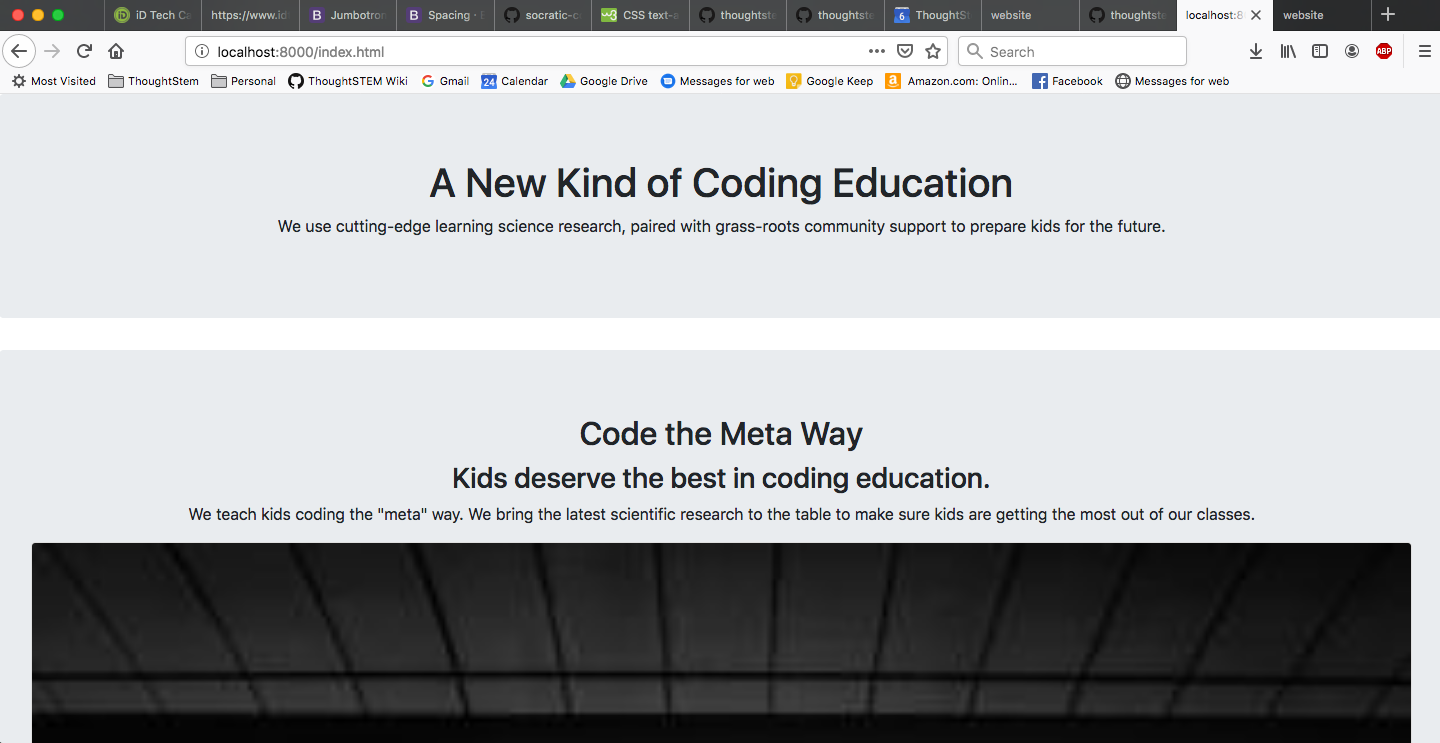 iD Tech Ca
https://www.id
Jumbotron
Spacing · B
socratic-co
CSS text-a
thoughtste
thoughtste
6
ThoughtSt
website
thoughtste
localhost:8
website
localhost:8000/index.html
Search
ABP
Most Visited
ThoughtStem
Personal
ThoughtSTEM Wiki
Gmail
24
Calendar
Google Drive
Messages for web
Google Keep
Amazon.com: Onlin...
Facebook
Messages for web
A New Kind of Coding Education
We use cutting-edge learning science research, paired with grass-roots community support to prepare kids for the future.
Code the Meta Way
Kids deserve the best in coding education.
We teach kids coding the "meta" way. We bring the latest scientific research to the table to make sure kids are getting the most out of our classes.